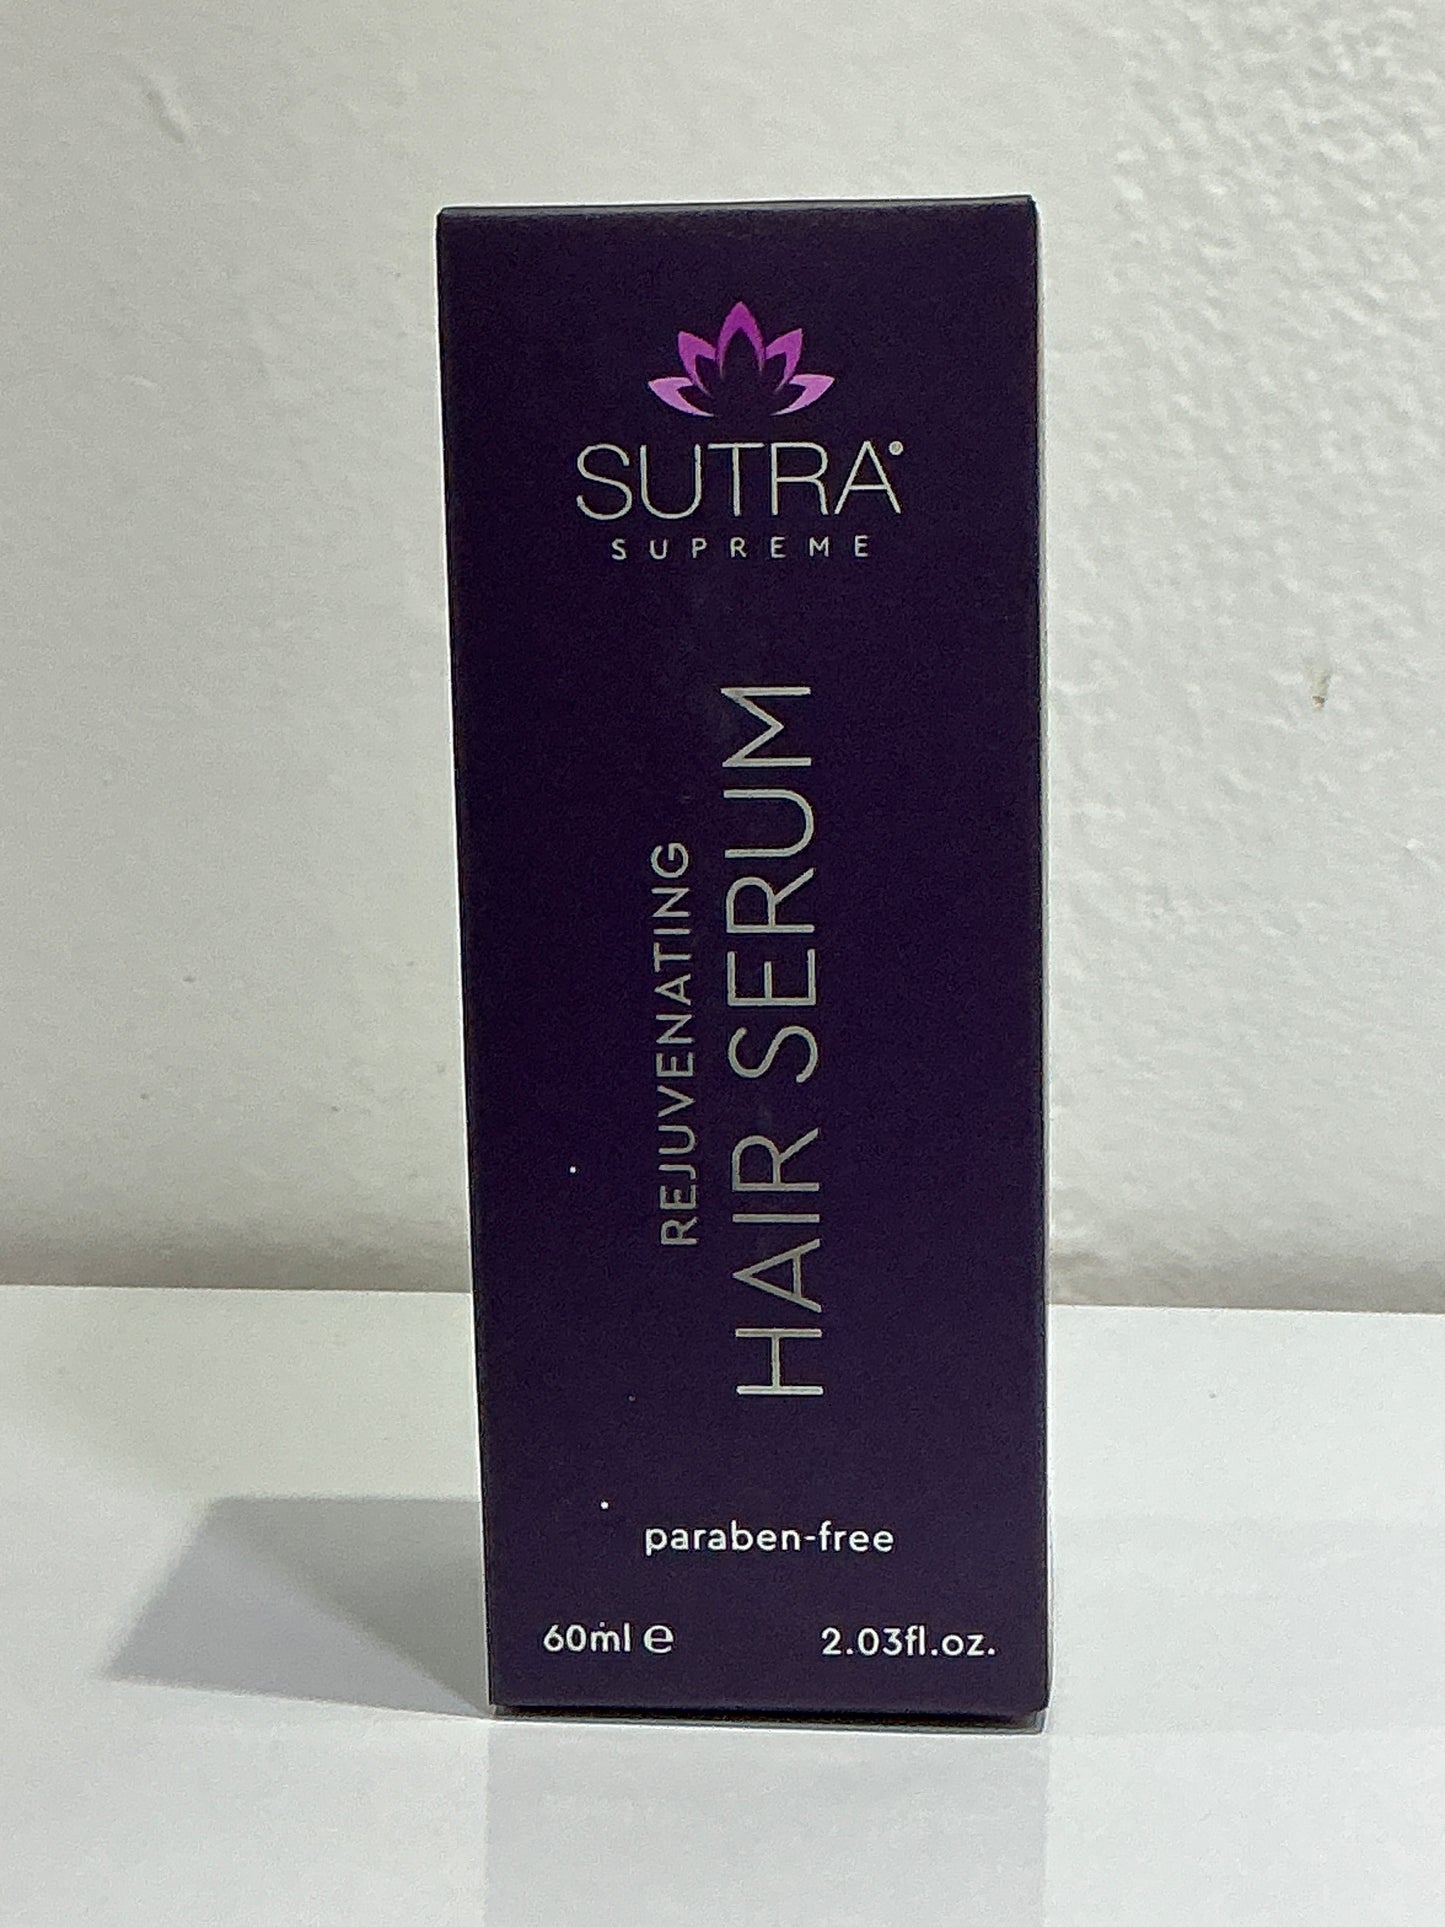 SUTRA®
SUPREME
REJUVENATING
HAIR SERUM
paraben-free
60ml ℮
2.03fl.oz.